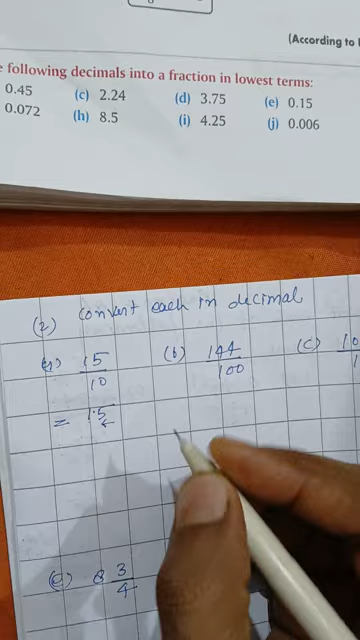 (According to
following decimals into a fraction in lowest terms:
0.45 (c) 2.24 (d) 3.75 (e) 0.15
0.072 (h) 8.5 (i) 4.25 (j) 0.006
(2) Convert each in decimal
(a) 15/10 (b) 144/100 (c) 10
= 1.5
(e) 8 3/4